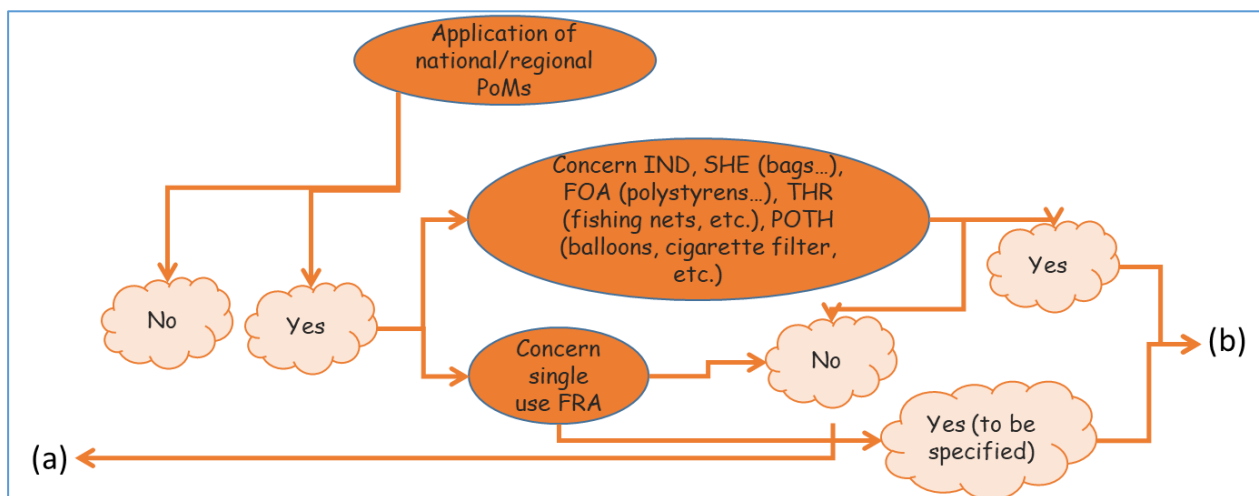 Application of
national/regional
PoMs
Concern IND, SHE (bags...),
FOA (polystyrens...), THR
(fishing nets, etc.), POTH
(balloons, cigarette filter,
etc.)
No
Yes
Yes
Concern
single
use FRA
No
(b)
Yes (to be
specified)
(a)